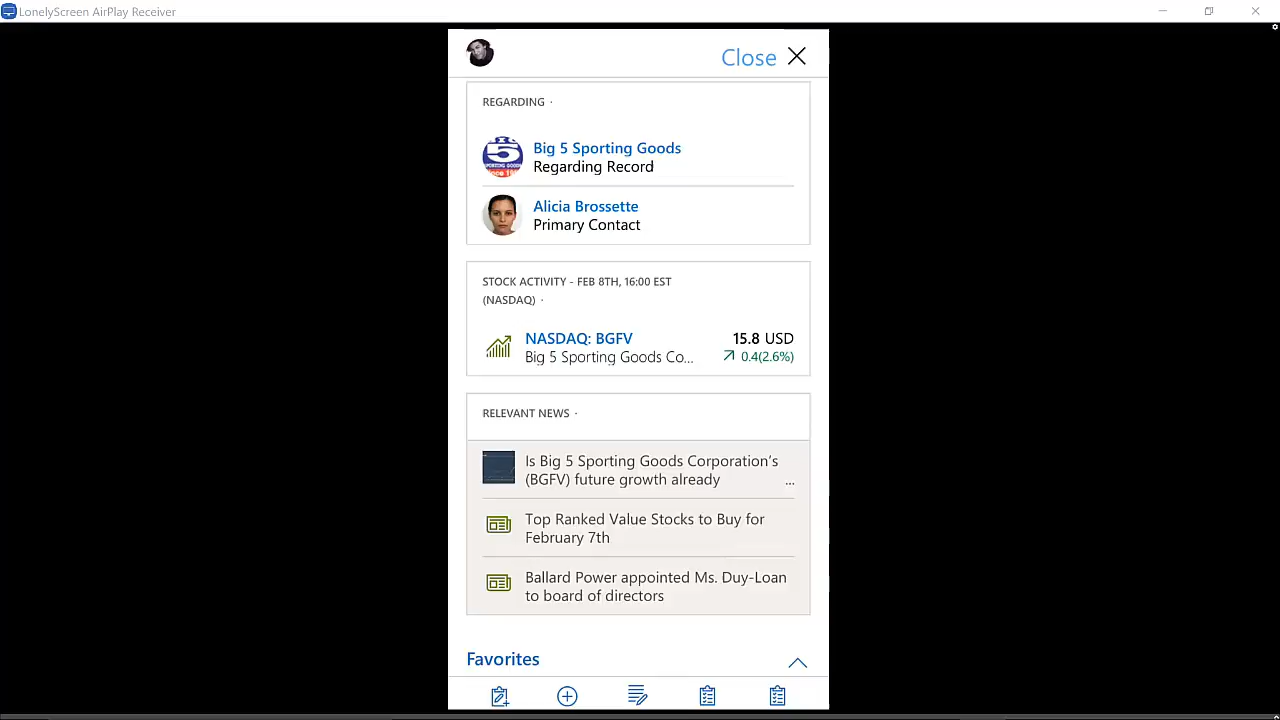 LonelyScreen AirPlay Receiver
Close
REGARDING ·
Big 5 Sporting Goods
Regarding Record
Alicia Brossette
Primary Contact
STOCK ACTIVITY - FEB 8TH, 16:00 EST
(NASDAQ) ·
NASDAQ: BGFV
15.8 USD
Big 5 Sporting Goods Co...
0.4(2.6%)
RELEVANT NEWS ·
Is Big 5 Sporting Goods Corporation’s
(BGFV) future growth already ...
Top Ranked Value Stocks to Buy for
February 7th
Ballard Power appointed Ms. Duy-Loan
to board of directors
Favorites